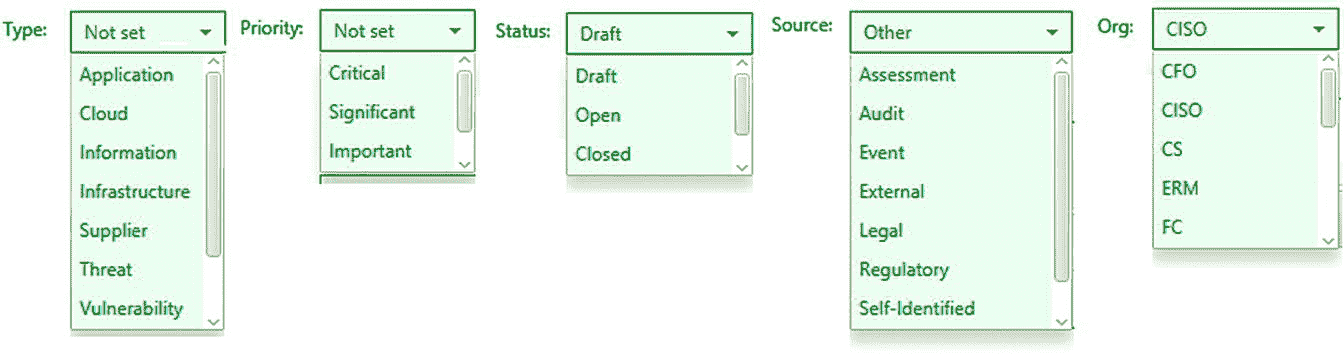 Type: Not set
Application
Cloud
Information
Infrastructure
Supplier
Threat
Vulnerability
Priority: Not set
Critical
Significant
Important
Status: Draft
Draft
Open
Closed
Source: Other
Assessment
Audit
Event
External
Legal
Regulatory
Self-Identified
Org: CISO
CFO
CISO
CS
ERM
FC